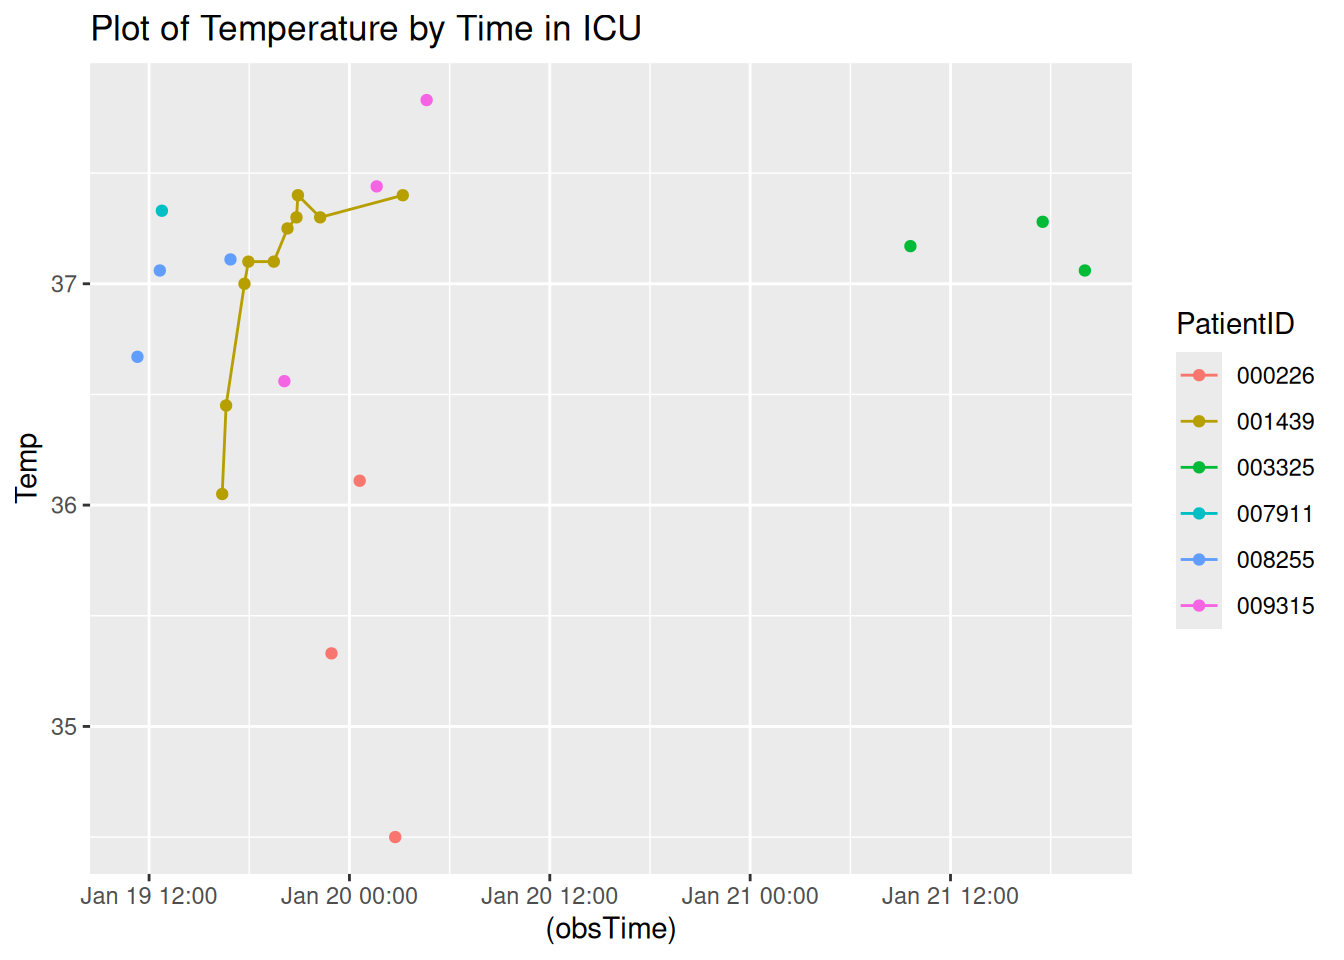 Plot of Temperature by Time in ICU
Temp
37
36
35
Jan 19 12:00
Jan 20 00:00
Jan 20 12:00
Jan 21 00:00
Jan 21 12:00
(obsTime)
PatientID
000226
001439
003325
007911
008255
009315